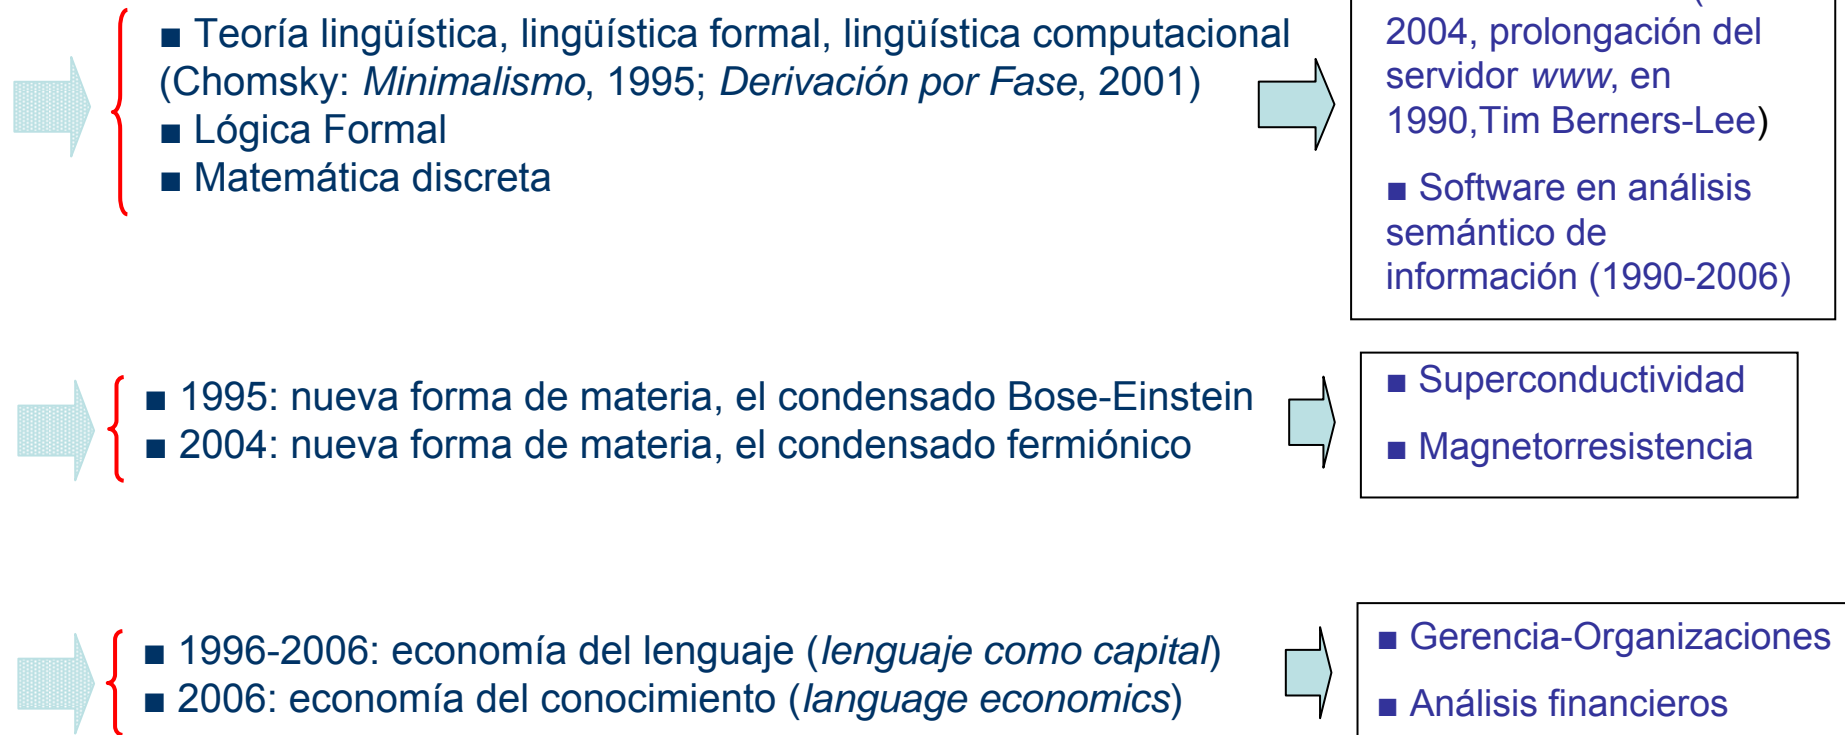 ■ Teoría lingüística, lingüística formal, lingüística computacional
(Chomsky: Minimalismo, 1995; Derivación por Fase, 2001)
■ Lógica Formal
■ Matemática discreta
2004, prolongación del
servidor www, en
1990,Tim Berners-Lee)
■ Software en análisis
semántico de
información (1990-2006)
■ 1995: nueva forma de materia, el condensado Bose-Einstein
■ 2004: nueva forma de materia, el condensado fermiónico
■ Superconductividad
■ Magnetorresistencia
■ 1996-2006: economía del lenguaje (lenguaje como capital)
■ 2006: economía del conocimiento (language economics)
■ Gerencia-Organizaciones
■ Análisis financieros